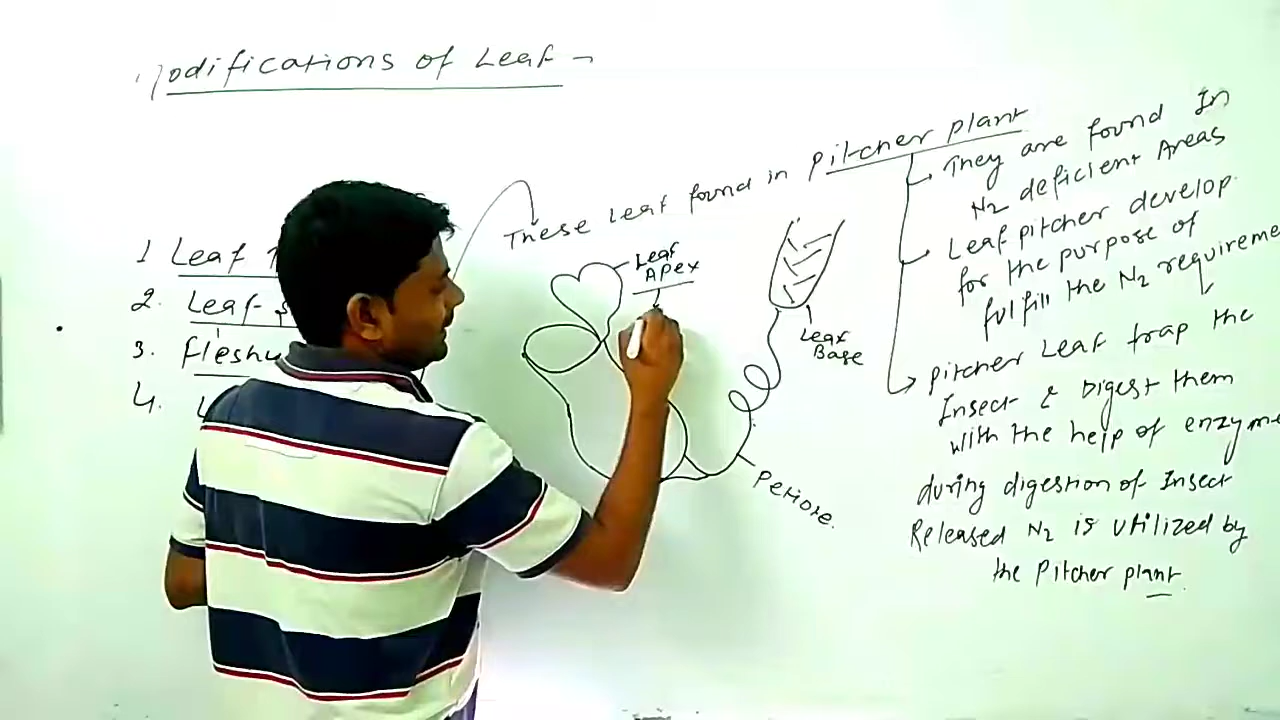 Modifications of Leaf -
These Leaf found in pitcher plant
They are found In
N2 deficient Areas
Leaf pitcher develop
for the purpose of
fulfill the N2 requireme
pitcher Leaf trap the
Insect & Digest them
with the help of enzyme
during digestion of Insect
Released N2 is utilized by
the Pitcher plant.
1 Leaf
2. Leaf
3. fleshy
4.
Leaf
Apex
Leaf
Base
Petiole.